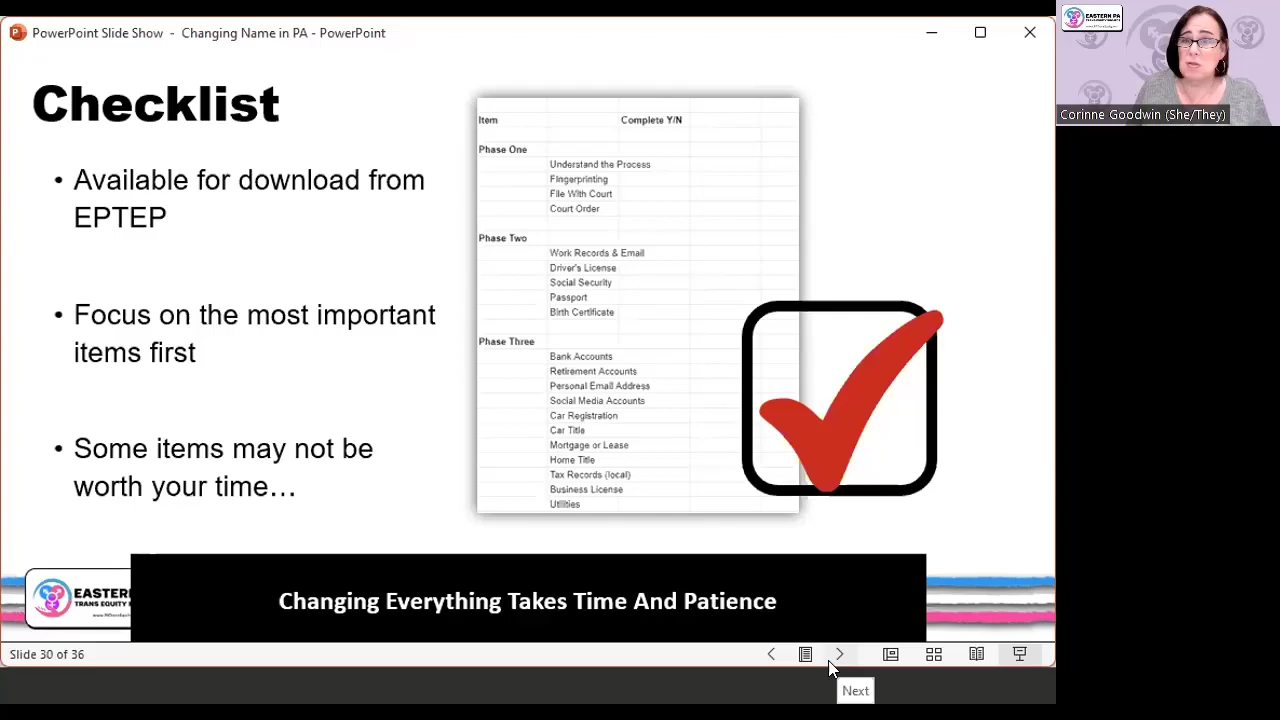 PowerPoint Slide Show - Changing Name in PA - PowerPoint
EASTERN PA
Corinne Goodwin (She/They)
Checklist
• Available for download from
EPTEP
• Focus on the most important
items first
• Some items may not be
worth your time…
Item Complete Y/N
Phase One
Understand the Process
Fingerprinting
File With Court
Court Order
Phase Two
Work Records & Email
Driver's License
Social Security
Passport
Birth Certificate
Phase Three
Bank Accounts
Retirement Accounts
Personal Email Address
Social Media Accounts
Car Registration
Car Title
Mortgage or Lease
Home Title
Tax Records (local)
Business License
Utilities
EASTERN
TRANS EQUITY
Changing Everything Takes Time And Patience
Slide 30 of 36
Next